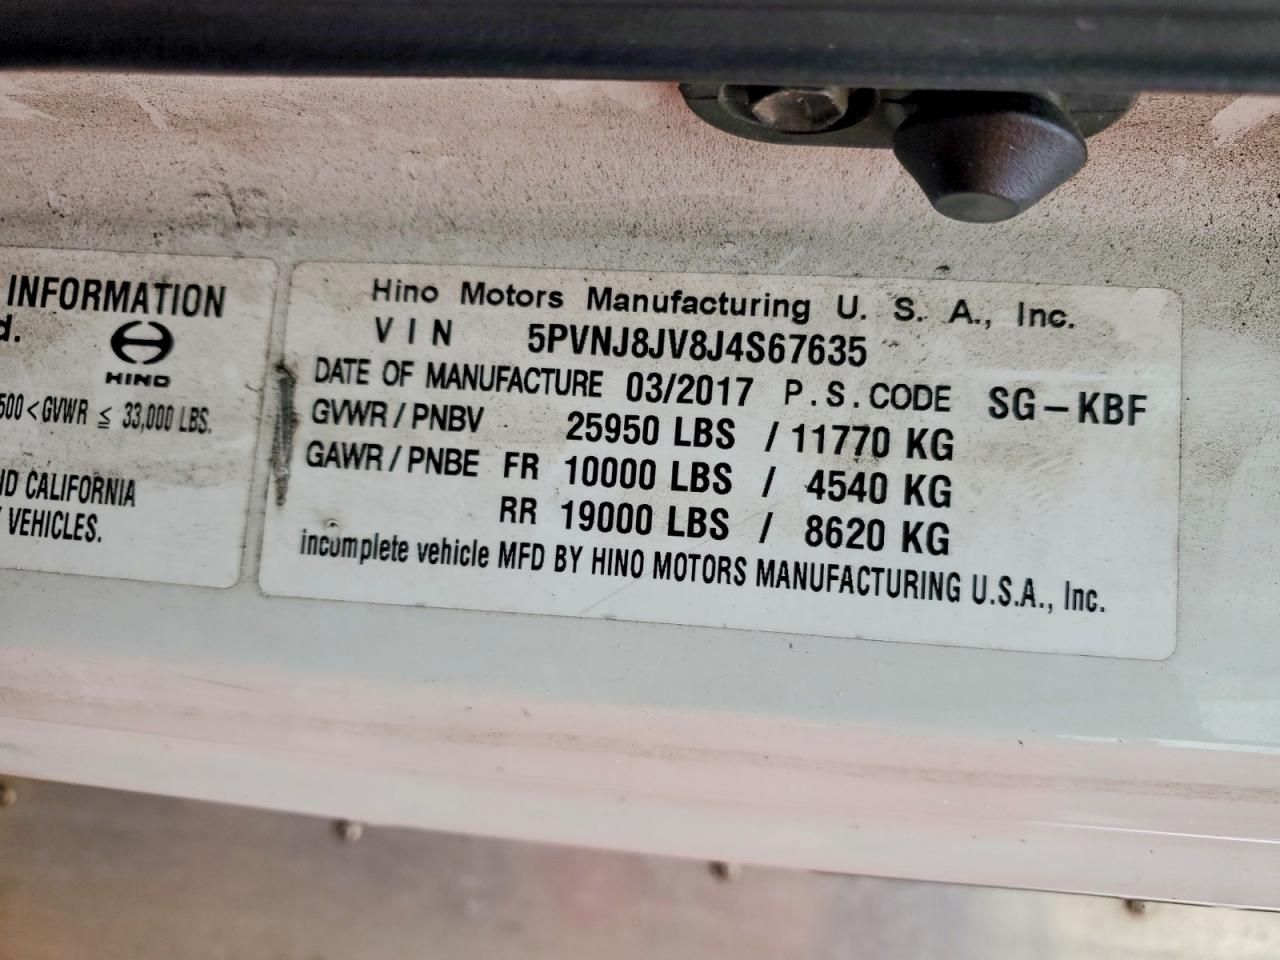 INFORMATION
d.
HINO
500 < GVWR ≤ 33,000 LBS.
ND CALIFORNIA
VEHICLES.
Hino Motors Manufacturing U. S. A., Inc.
VIN 5PVNJ8JV8J4S67635
DATE OF MANUFACTURE 03/2017 P.S.CODE SG-KBF
GVWR/PNBV 25950 LBS / 11770 KG
GAWR/PNBE FR 10000 LBS / 4540 KG
RR 19000 LBS / 8620 KG
incomplete vehicle MFD BY HINO MOTORS MANUFACTURING U.S.A., Inc.